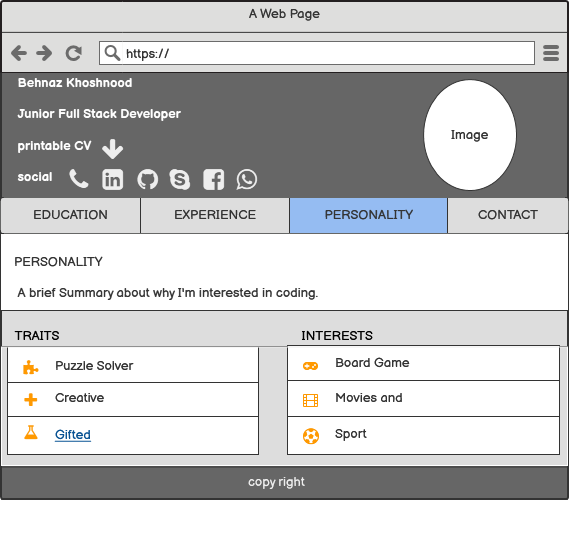 A Web Page
https://
Behnaz Khoshnood
Junior Full Stack Developer
Image
printable CV
social
EDUCATION EXPERIENCE PERSONALITY CONTACT
PERSONALITY
A brief Summary about why I'm interested in coding.
TRAITS
Puzzle Solver
Creative
Gifted
INTERESTS
Board Game
Movies and
Sport
copy right